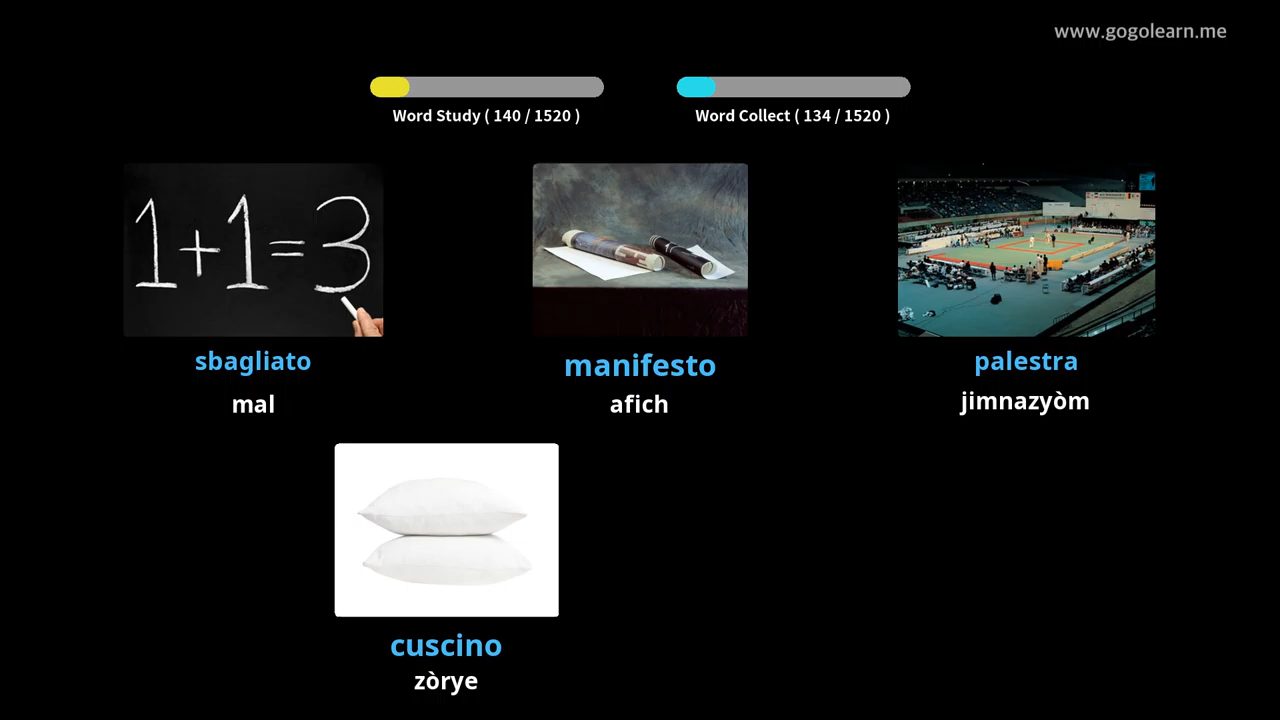 www.gogolearn.me
Word Study ( 140 / 1520 )
Word Collect ( 134 / 1520 )
1+1=3
sbagliato
mal
manifesto
afich
palestra
jimnazyòm
cuscino
zòrye